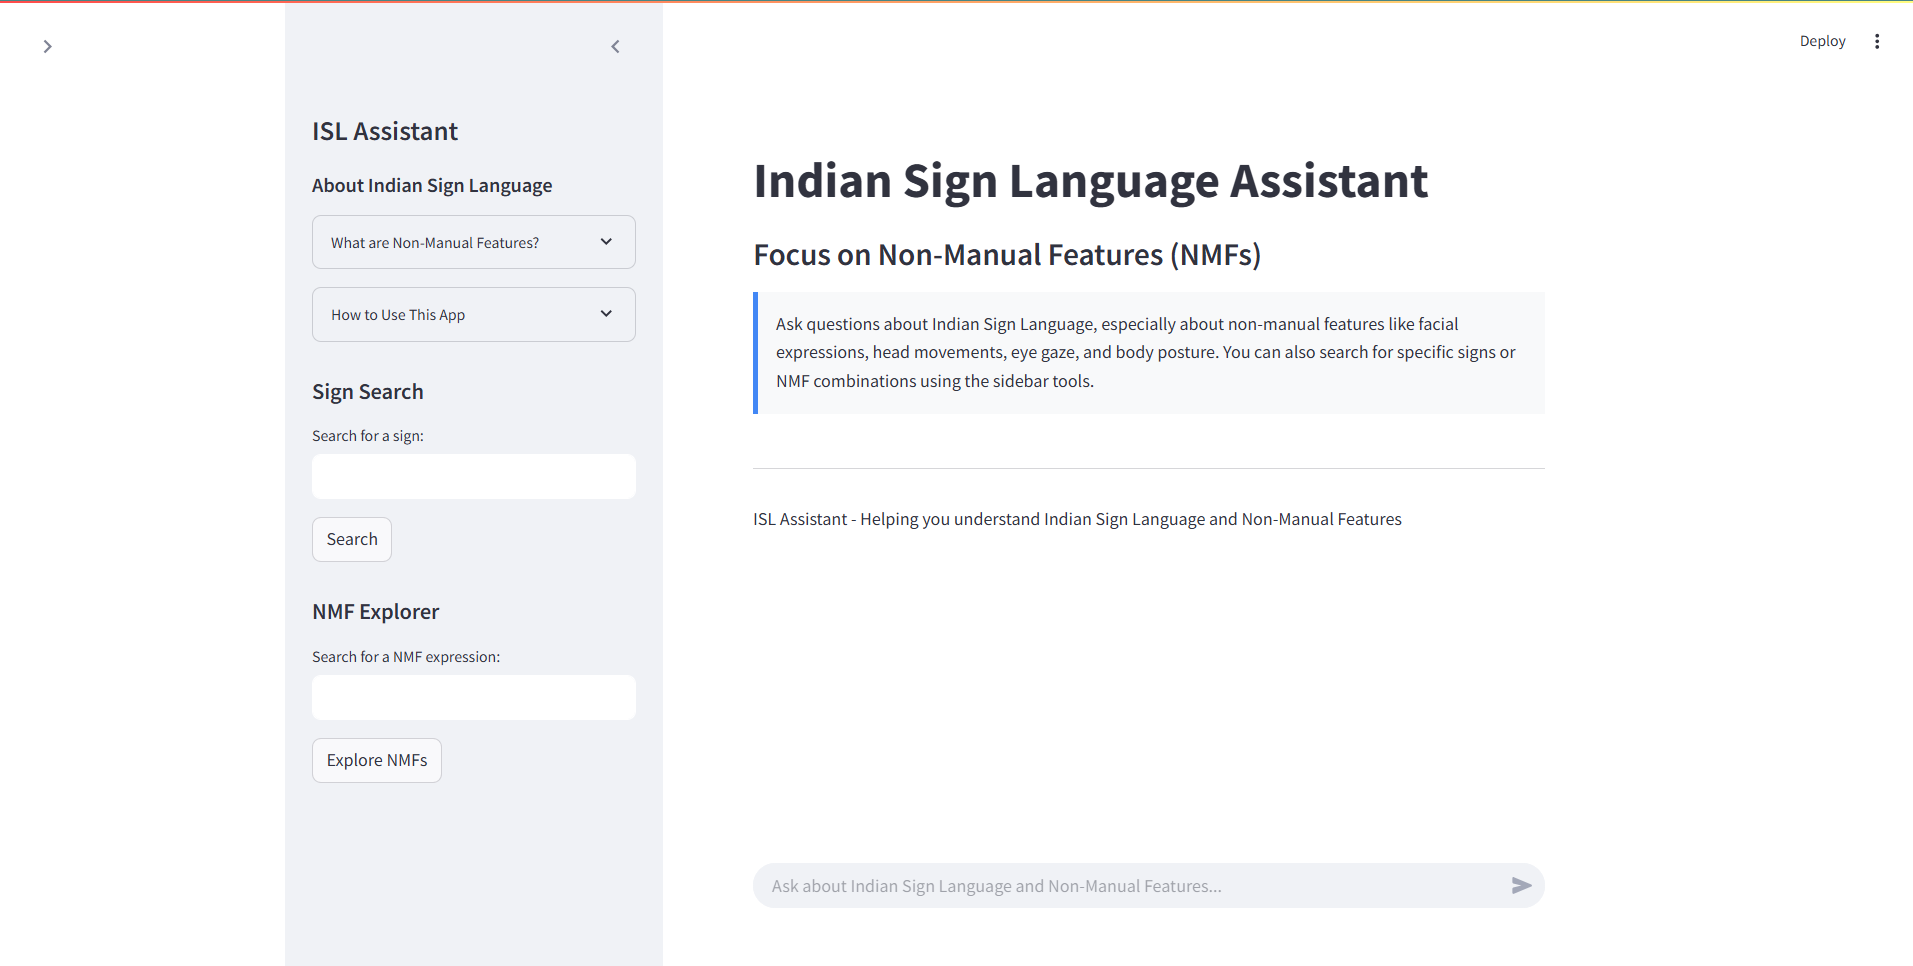 Deploy
ISL Assistant
About Indian Sign Language
What are Non-Manual Features?
How to Use This App
Sign Search
Search for a sign:
Search
NMF Explorer
Search for a NMF expression:
Explore NMFs
Indian Sign Language Assistant
Focus on Non-Manual Features (NMFs)
Ask questions about Indian Sign Language, especially about non-manual features like facial
expressions, head movements, eye gaze, and body posture. You can also search for specific signs or
NMF combinations using the sidebar tools.
ISL Assistant - Helping you understand Indian Sign Language and Non-Manual Features
Ask about Indian Sign Language and Non-Manual Features...